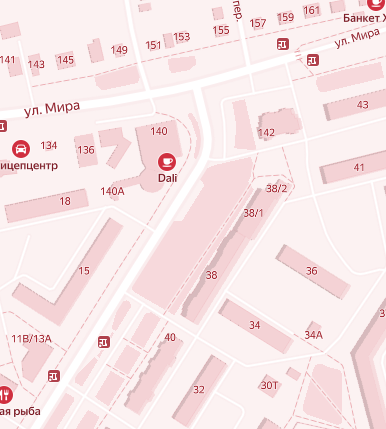 пер.
159
161
Банкет Х
157
155
153
151
149
145
143
141
ул. Мира
ул. Мира
43
140
142
134
136
ицепцентр
Dali
41
140А
38/2
18
38/1
15
38
36
34
34А
11В/13А
40
32
30Т
3
ая рыба